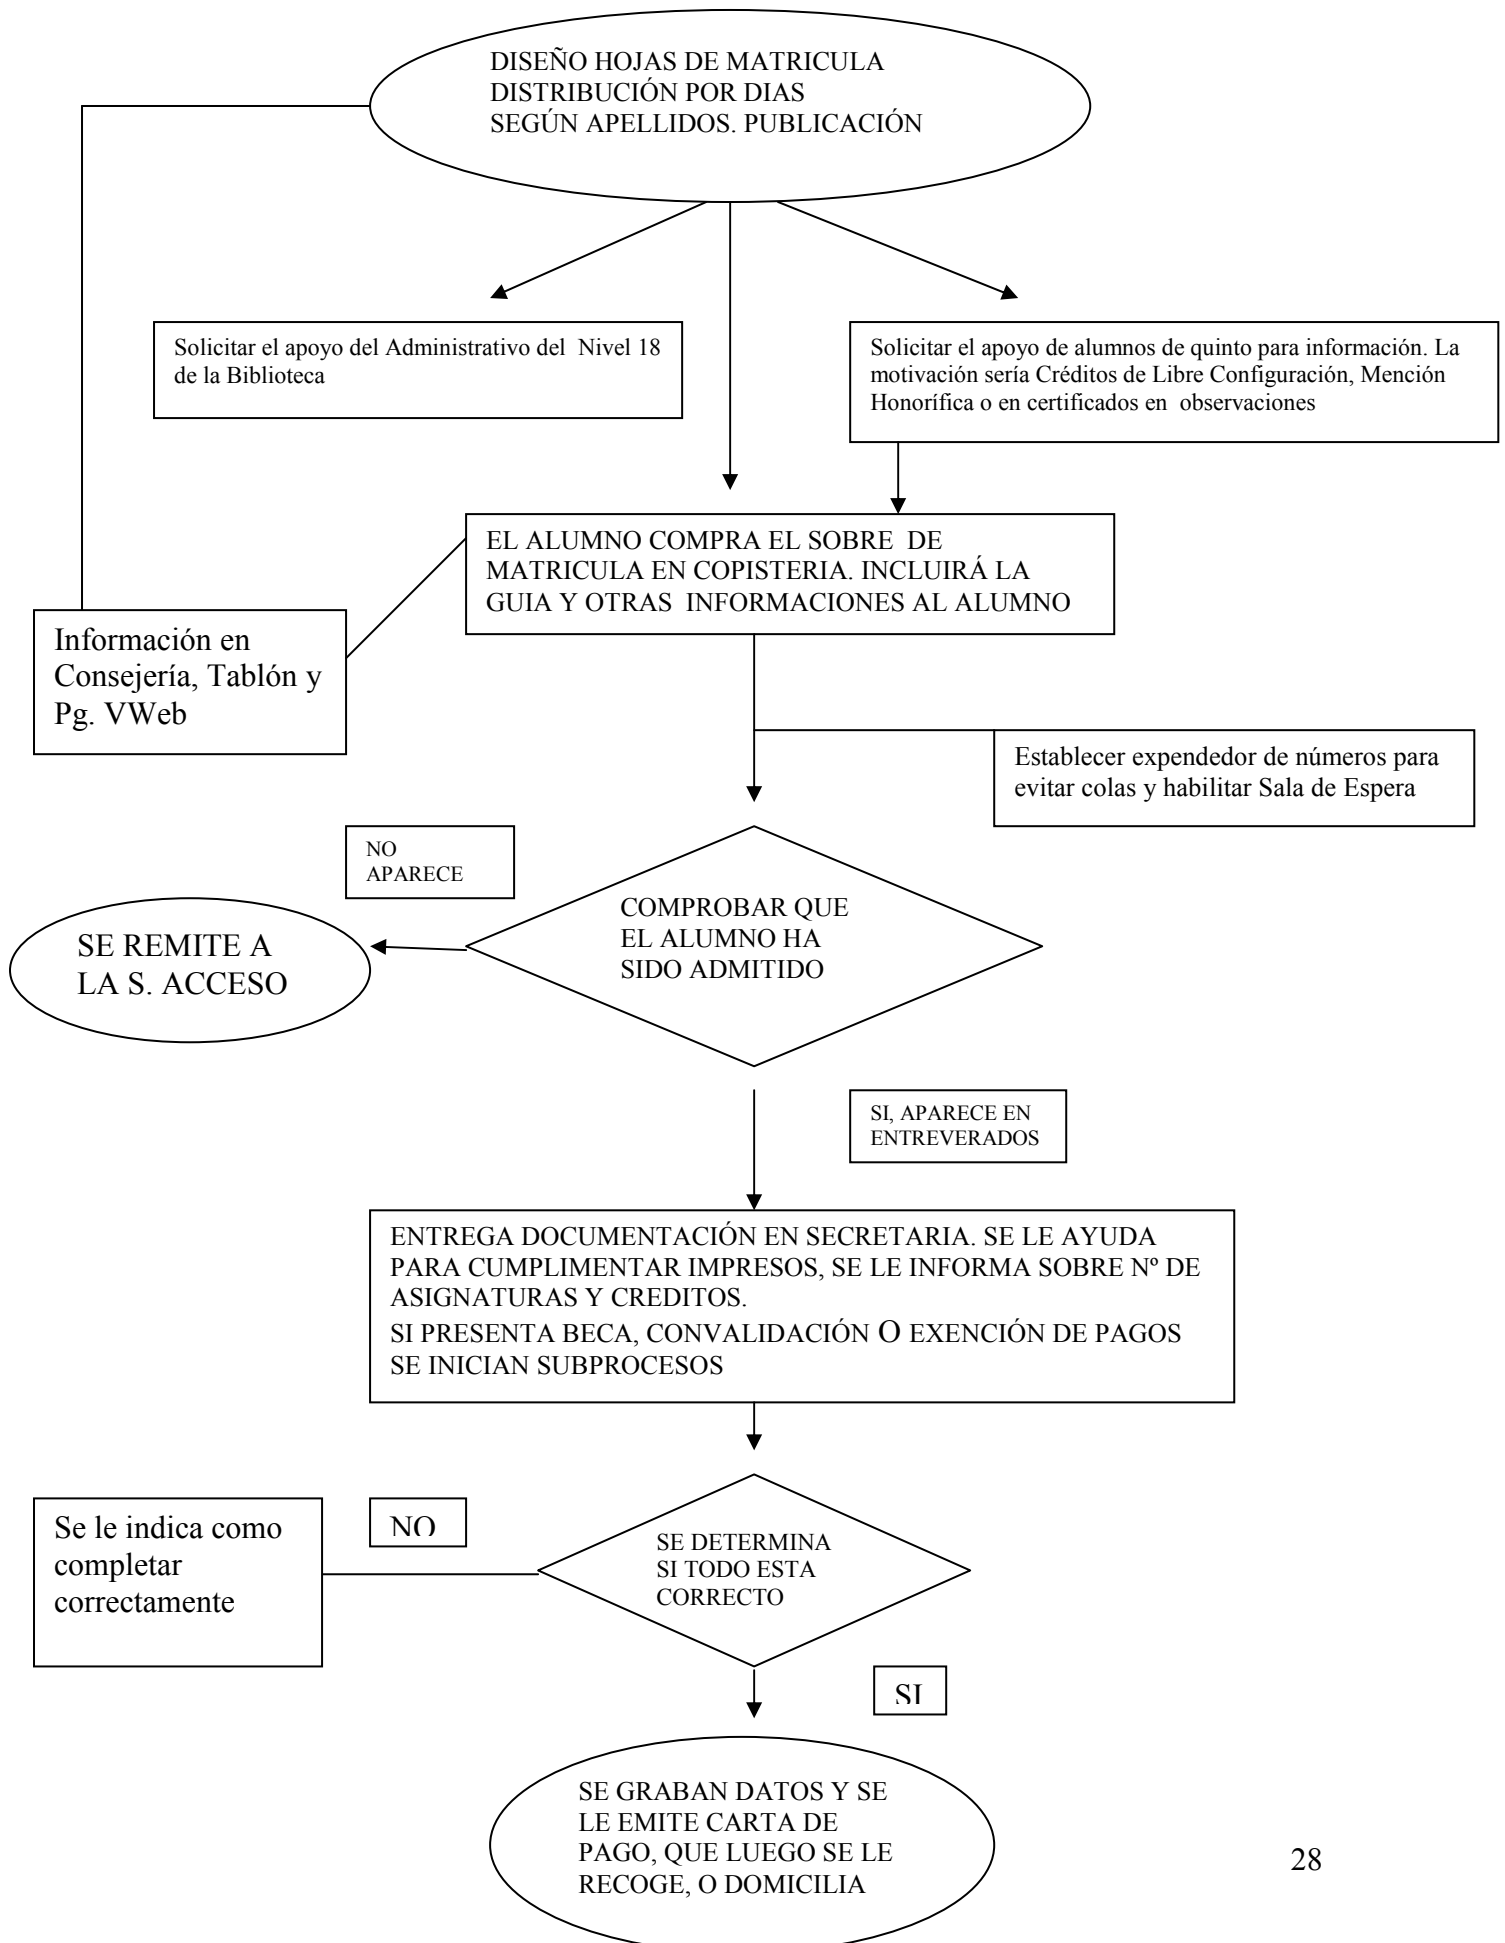 DISEÑO HOJAS DE MATRICULA
DISTRIBUCIÓN POR DIAS
SEGÚN APELLIDOS. PUBLICACIÓN
Solicitar el apoyo del Administrativo del Nivel 18
de la Biblioteca
Solicitar el apoyo de alumnos de quinto para información. La
motivación sería Créditos de Libre Configuración, Mención
Honorífica o en certificados en observaciones
EL ALUMNO COMPRA EL SOBRE DE
MATRICULA EN COPISTERIA. INCLUIRÁ LA
GUIA Y OTRAS INFORMACIONES AL ALUMNO
Información en
Consejería, Tablón y
Pg. VWeb
Establecer expendedor de números para
evitar colas y habilitar Sala de Espera
NO
APARECE
COMPROBAR QUE
EL ALUMNO HA
SIDO ADMITIDO
SE REMITE A
LA S. ACCESO
SI, APARECE EN
ENTREVERADOS
ENTREGA DOCUMENTACIÓN EN SECRETARIA. SE LE AYUDA
PARA CUMPLIMENTAR IMPRESOS, SE LE INFORMA SOBRE Nº DE
ASIGNATURAS Y CREDITOS.
SI PRESENTA BECA, CONVALIDACIÓN O EXENCIÓN DE PAGOS
SE INICIAN SUBPROCESOS
Se le indica como
completar
correctamente
NO
SE DETERMINA
SI TODO ESTA
CORRECTO
SI
SE GRABAN DATOS Y SE
LE EMITE CARTA DE
PAGO, QUE LUEGO SE LE
RECOGE, O DOMICILIA
28